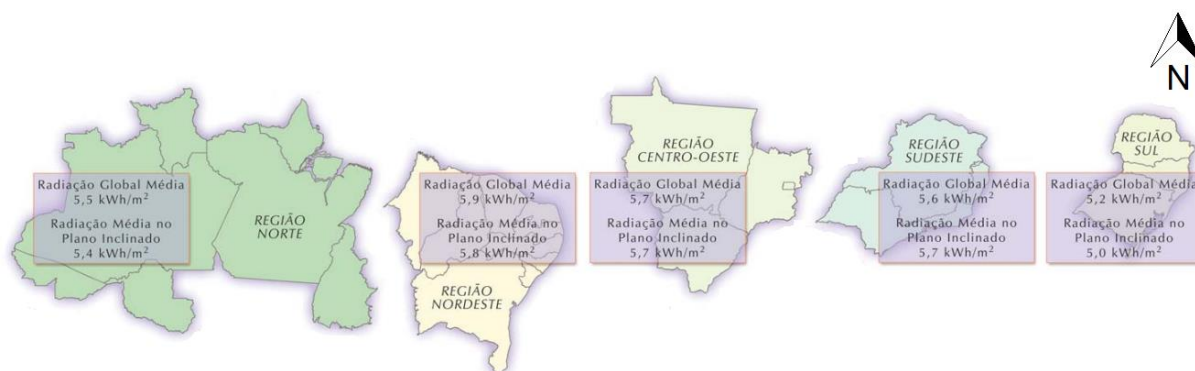 N
REGIÃO
NORTE
Radiação Global Média
5,5 kWh/m²
Radiação Média no
Plano Inclinado
5,4 kWh/m²
REGIÃO
NORDESTE
Radiação Global Média
5,9 kWh/m²
Radiação Média no
Plano Inclinado
5,8 kWh/m²
REGIÃO
CENTRO-OESTE
Radiação Global Média
5,7 kWh/m²
Radiação Média no
Plano Inclinado
5,7 kWh/m²
REGIÃO
SUDESTE
Radiação Global Média
5,6 kWh/m²
Radiação Média no
Plano Inclinado
5,7 kWh/m²
REGIÃO
SUL
Radiação Global Média
5,2 kWh/m²
Radiação Média no
Plano Inclinado
5,0 kWh/m²